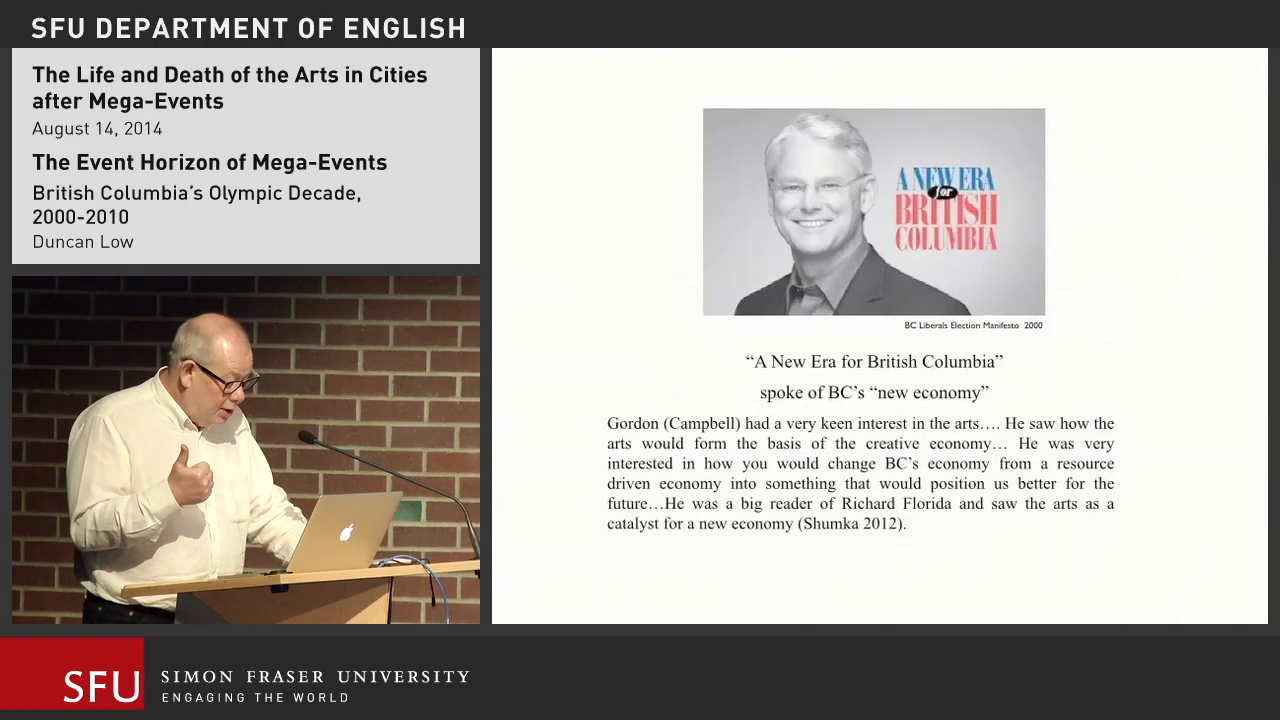 SFU DEPARTMENT OF ENGLISH
The Life and Death of the Arts in Cities
after Mega-Events
August 14, 2014
The Event Horizon of Mega-Events
British Columbia's Olympic Decade,
2000-2010
Duncan Low
A NEW ERA
for
BRITISH
COLUMBIA
BC Liberals Election Manifesto 2000
“A New Era for British Columbia”
spoke of BC’s “new economy”
Gordon (Campbell) had a very keen interest in the arts…. He saw how the
arts would form the basis of the creative economy… He was very
interested in how you would change BC’s economy from a resource
driven economy into something that would position us better for the
future…He was a big reader of Richard Florida and saw the arts as a
catalyst for a new economy (Shumka 2012).
SFU
SIMON FRASER UNIVERSITY
ENGAGING THE WORLD